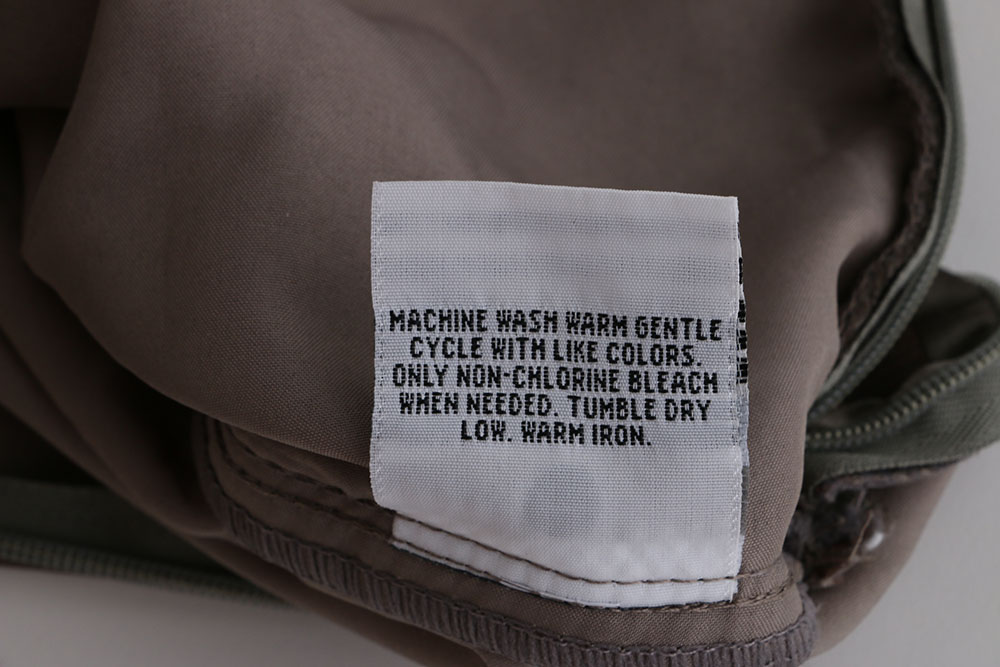 MACHINE WASH WARM GENTLE
CYCLE WITH LIKE COLORS.
ONLY NON-CHLORINE BLEACH
WHEN NEEDED. TUMBLE DRY
LOW. WARM IRON.